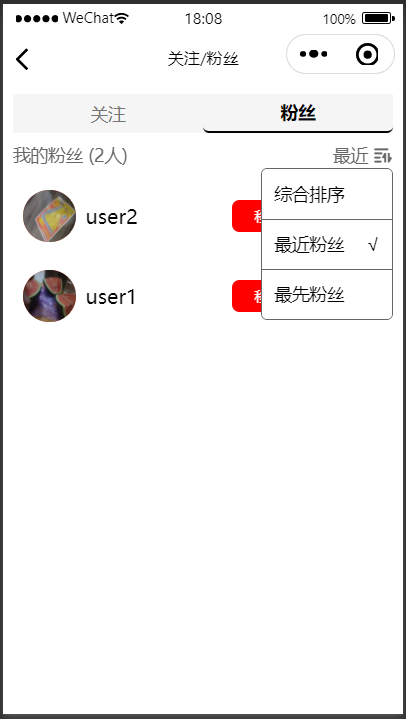 WeChat 18:08 100%
关注/粉丝
关注 粉丝
我的粉丝 (2人) 最近
综合排序
user2
最近粉丝 √
user1
最先粉丝